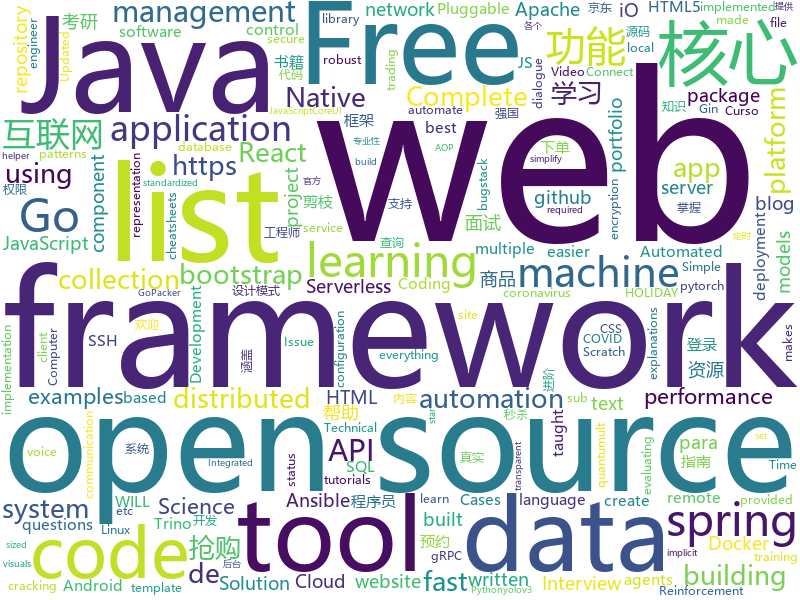 考研 management network Apache iO HTML5 implemented 提供
engineer Updated repository software control library Pluggable 京东 made file
Java Free 功能 核心
secure robust 书籍 代码 trading JS 源码 local 各个
互联网 JavaScriptCoreUI Native Video Connect
application automate Complete dialogue 学习 强国 知识 Gin Curso
helper patterns database 框架 best package
web
list https React
using component representation cheatsheets project 剪枝 面试 下单 github portfolio app platform
Go AOP build simplify encryption server blog
JavaScript 权限 standardized service 官方 required bugstack 掌握 deployment models
collection 工程师 支持 learning multiple easier Automated
bootstrap 查询 商品 Simple pytorch
GoPacker Serverless Coding coronavirus HOLIDAY machine
implementation client Computer 欢迎 Development 设计模式 SSH configuration CSS COVID Scratch explanations 专业性 定时 makes
site 涵盖 Issue everything 登录 进阶
framework
examples based HTML automation 资源 performance
distributed 帮助 text sub 内容 taught para
open source
communication voice Technical API SQL 秒杀 真实 quantumult evaluating 指南 status
Integrated tutorials transparent star
system WILL Science Ansible 程序员 Cases remote spring
questions Trino language Time
etc 开发 built create learn set provided
code tool data
Linux 抢购 Solution Cloud 预约 gRPC Docker
sized visuals Android template 系统 后台 website fast written Interview agents building
cracking Reinforcement training implicit Pythonyolov3
de